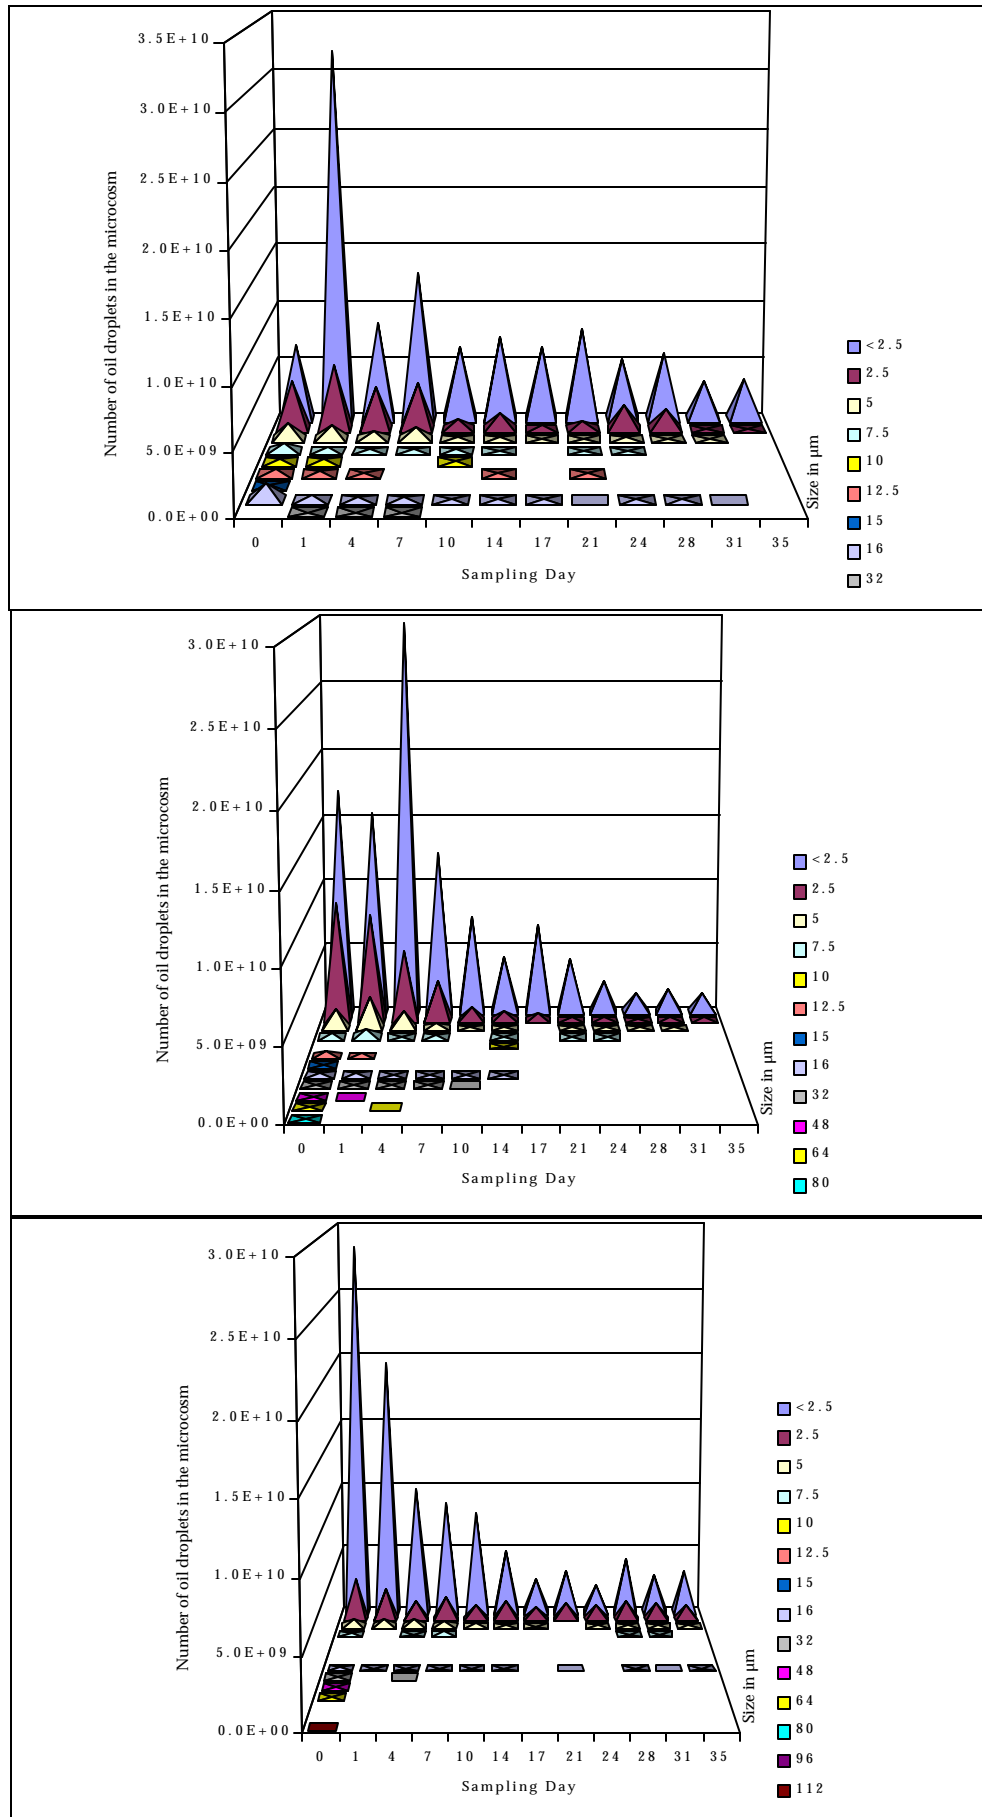 3.5E+10
3.0E+10
2.5E+10
2.0E+10
1.5E+10
1.0E+10
5.0E+09
0.0E+00
Number of oil droplets in the microcosm
0 1 4 7 10 14 17 21 24 28 31 35
Sampling Day
Size in µm
<2.5
2.5
5
7.5
10
12.5
15
16
32
3.0E+10
2.5E+10
2.0E+10
1.5E+10
1.0E+10
5.0E+09
0.0E+00
Number of oil droplets in the microcosm
0 1 4 7 10 14 17 21 24 28 31 35
Sampling Day
Size in µm
<2.5
2.5
5
7.5
10
12.5
15
16
32
48
64
80
3.0E+10
2.5E+10
2.0E+10
1.5E+10
1.0E+10
5.0E+09
0.0E+00
Number of oil droplets in the microcosm
0 1 4 7 10 14 17 21 24 28 31 35
Sampling Day
Size in µm
<2.5
2.5
5
7.5
10
12.5
15
16
32
48
64
80
96
112